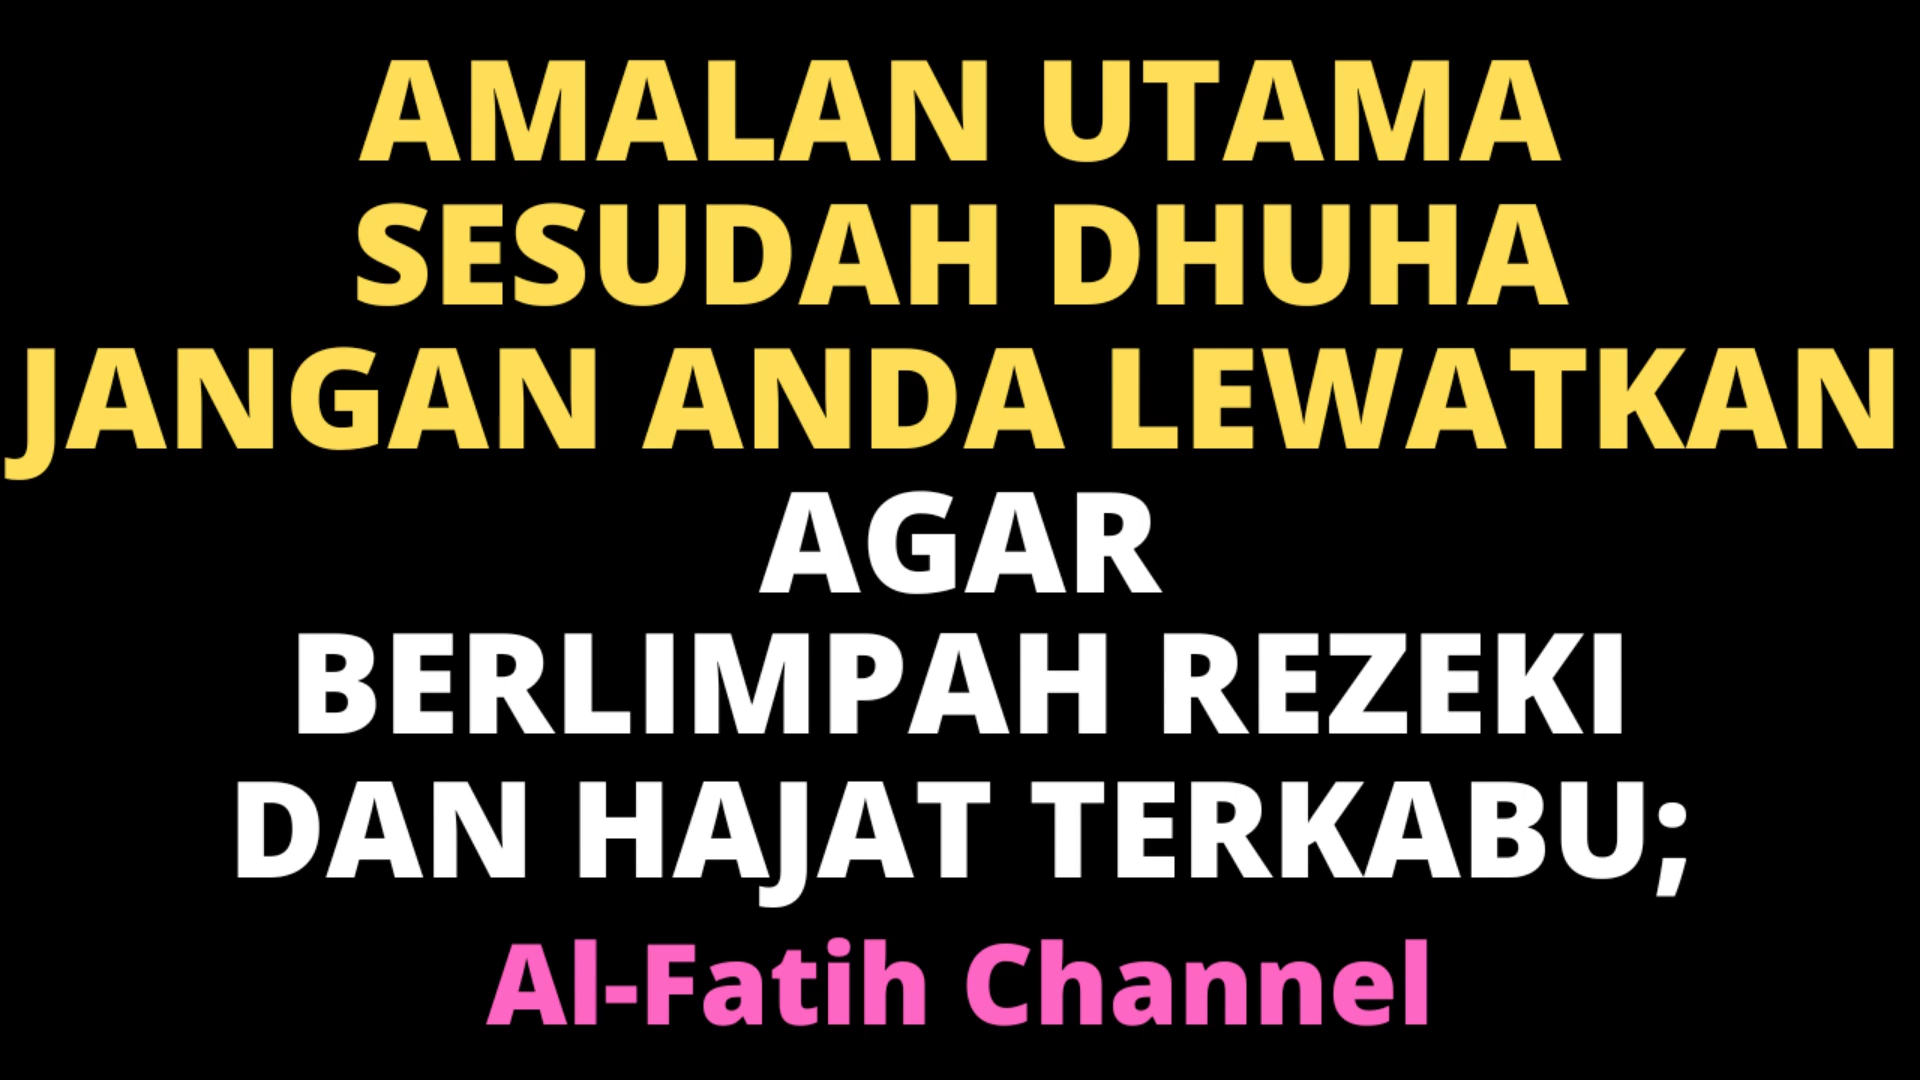 AMALAN UTAMA
SESUDAH DHUHA
JANGAN ANDA LEWATKAN
AGAR
BERLIMPAH REZEKI
DAN HAJAT TERKABU;
Al-Fatih Channel